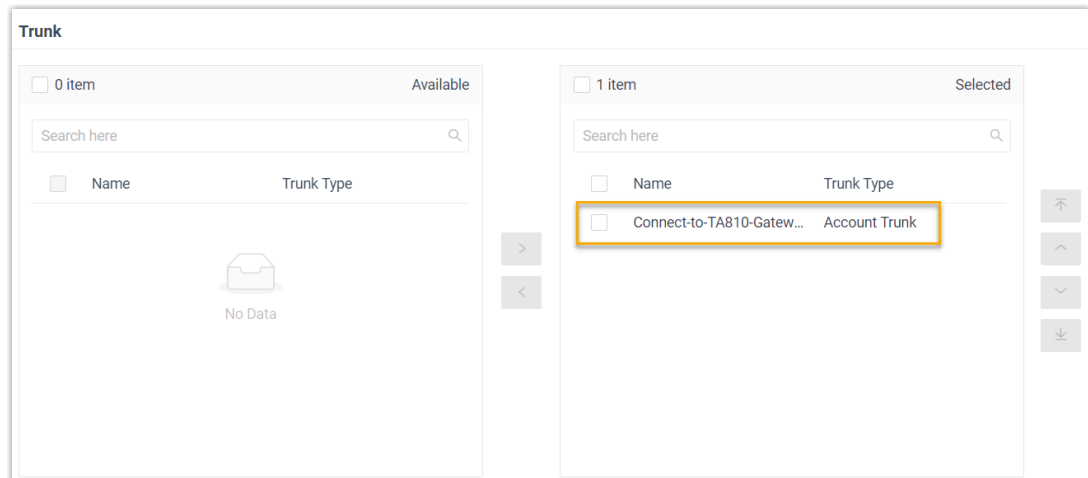 Trunk
0 item Available
Search here
Name Trunk Type
No Data
1 item Selected
Search here
Name Trunk Type
Connect-to-TA810-Gatew... Account Trunk